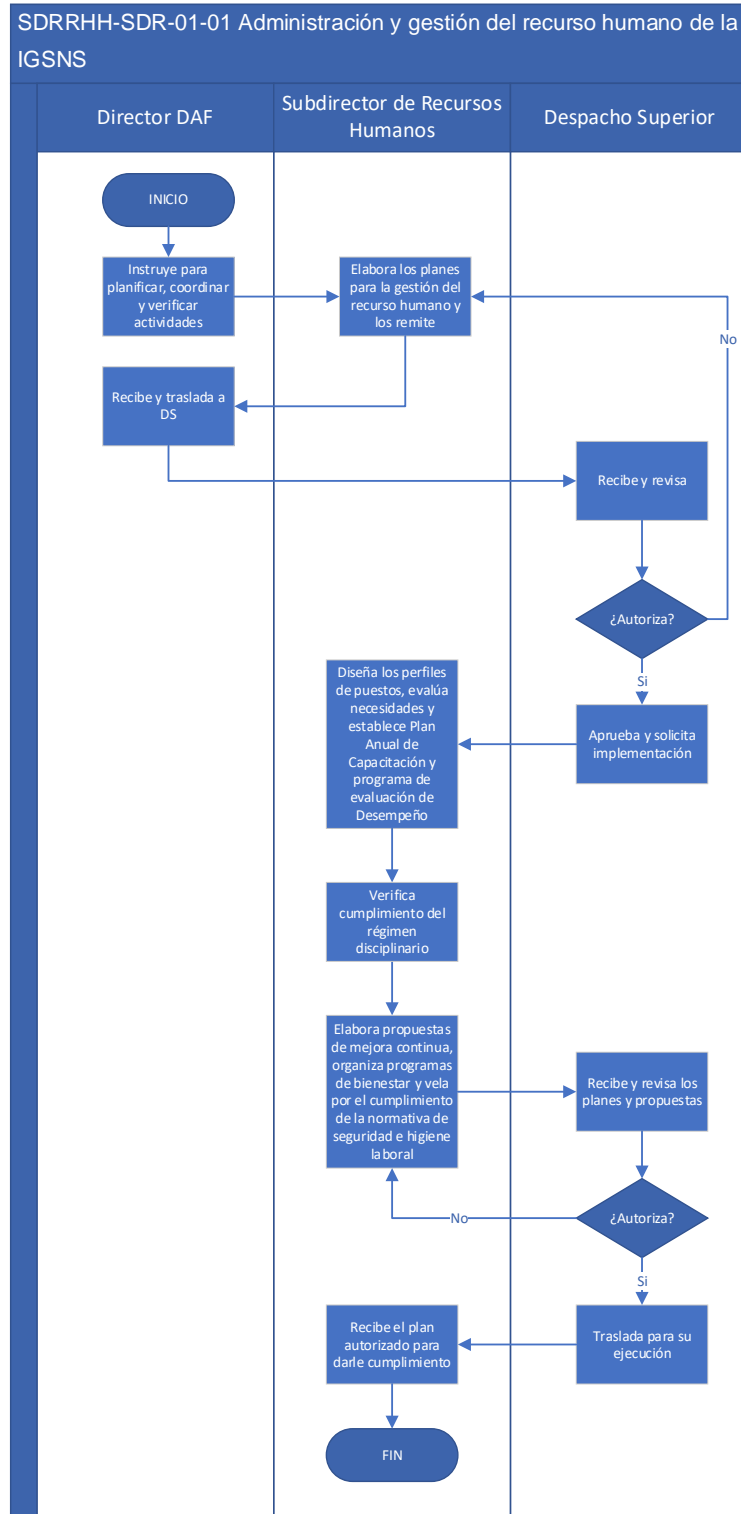 SDRRHH-SDR-01-01 Administración y gestión del recurso humano de la
IGSNS
Director DAF
Subdirector de Recursos
Humanos
Despacho Superior
INICIO
Instruye para
planificar, coordinar
y verificar
actividades
Elabora los planes
para la gestión del
recurso humano y
los remite
No
Recibe y traslada a
DS
Recibe y revisa
¿Autoriza?
Si
Diseña los perfiles
de puestos, evalúa
necesidades y
establece Plan
Anual de
Capacitación y
programa de
evaluación de
Desempeño
Aprueba y solicita
implementación
Verifica
cumplimiento del
régimen
disciplinario
Elabora propuestas
de mejora continua,
organiza programas
de bienestar y vela
por el cumplimiento
de la normativa de
seguridad e higiene
laboral
Recibe y revisa los
planes y propuestas
¿Autoriza?
No
Si
Traslada para su
ejecución
Recibe el plan
autorizado para
darle cumplimiento
FIN